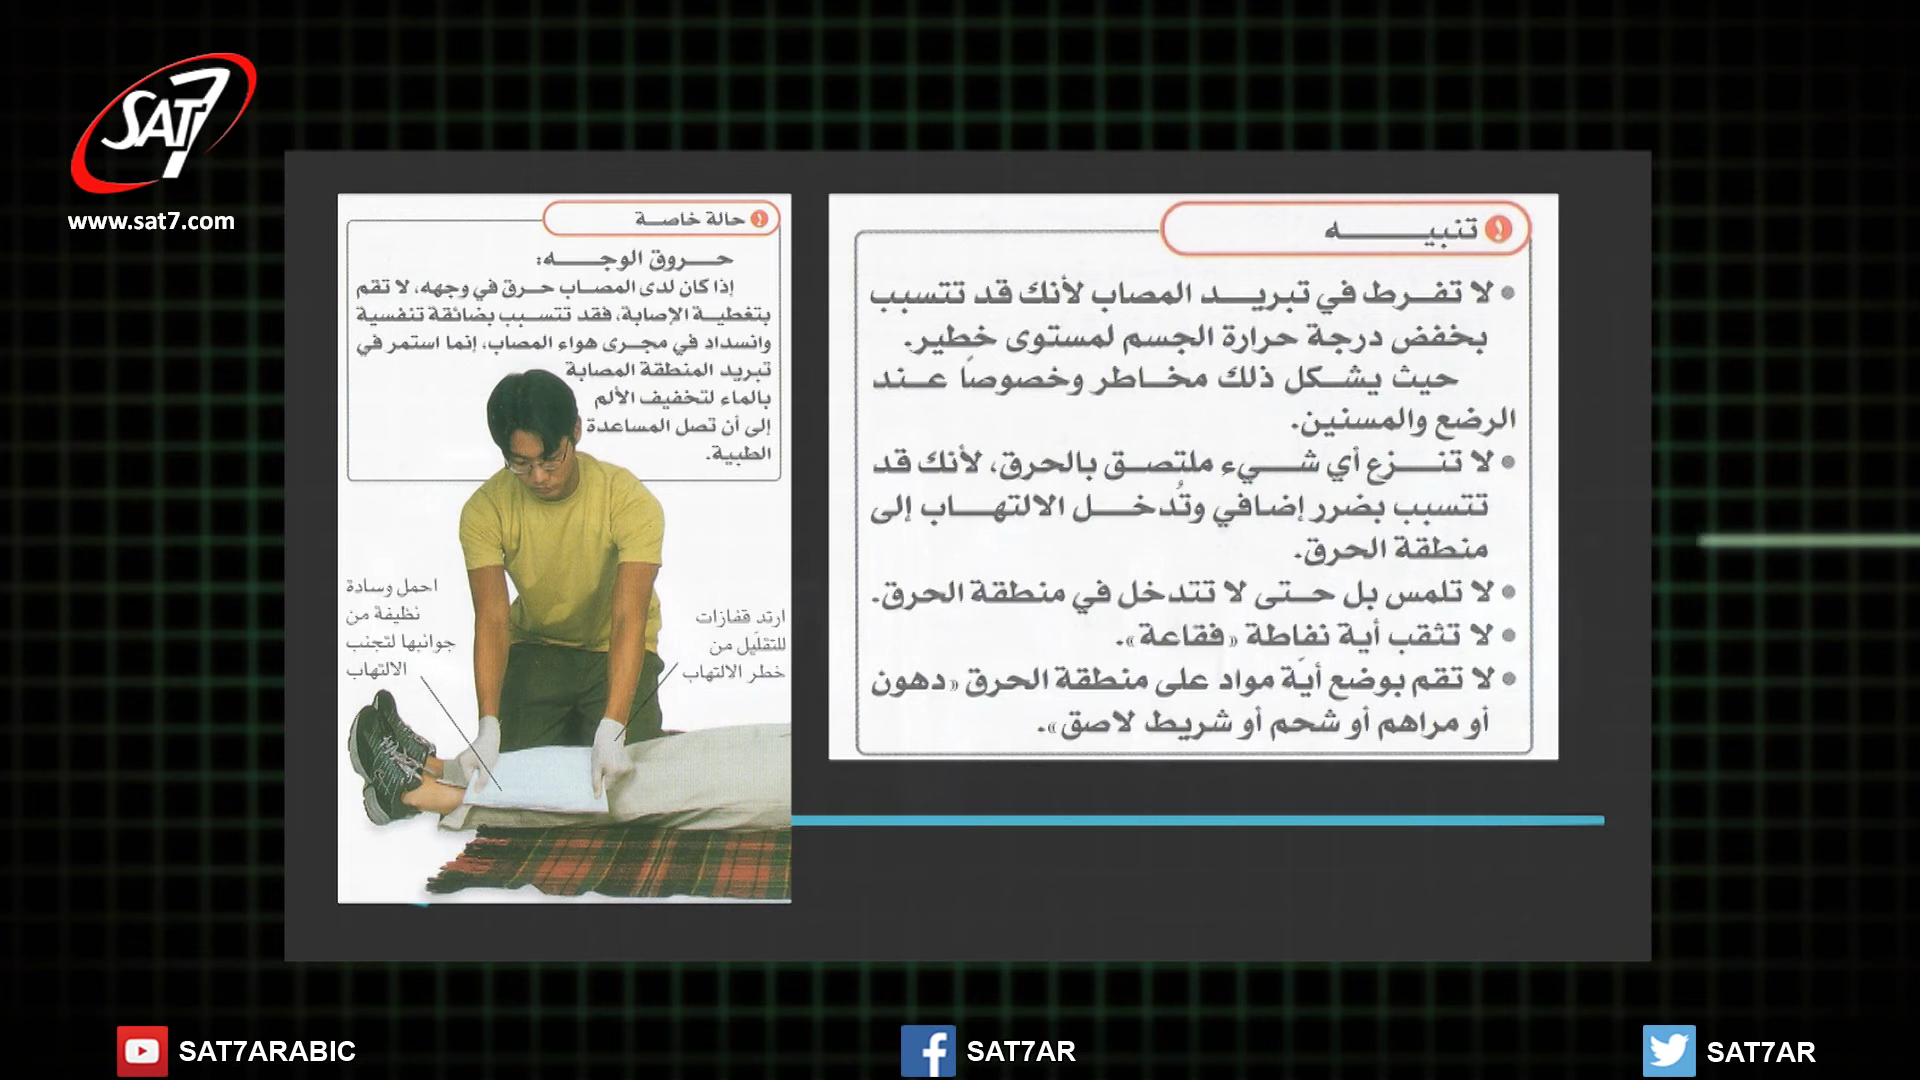 SAT7
www.sat7.com
حالة خاصة
حروق الوجه:
إذا كان لدى المصاب حرق في وجهه، لا تقم
بتغطية الإصابة، فقد تتسبب بضائقة تنفسية
وانسداد في مجرى هواء المصاب، إنما استمر في
تبريد المنطقة المصابة
بالماء لتخفيف الألم
إلى أن تصل المساعدة
الطبية.
احمل وسادة
نظيفة من
جوانبها لتجنب
الالتهاب
ارتد قفازات
للتقليل من
خطر الالتهاب
تنبيه
• لا تفرط في تبريد المصاب لأنك قد تتسبب
بخفض درجة حرارة الجسم لمستوى خطير.
حيث يشكل ذلك مخاطر وخصوصاً عند
الرضع والمسنين.
• لا تنزع أي شيء ملتصق بالحرق، لأنك قد
تتسبب بضرر إضافي وتُدخل الالتهاب إلى
منطقة الحرق.
• لا تلمس بل حتى لا تتدخل في منطقة الحرق.
• لا تثقب أية نفاطة «فقاعة».
• لا تقم بوضع أيّة مواد على منطقة الحرق «دهون
أو مراهم أو شحم أو شريط لاصق».
SAT7ARABIC
SAT7AR
SAT7AR